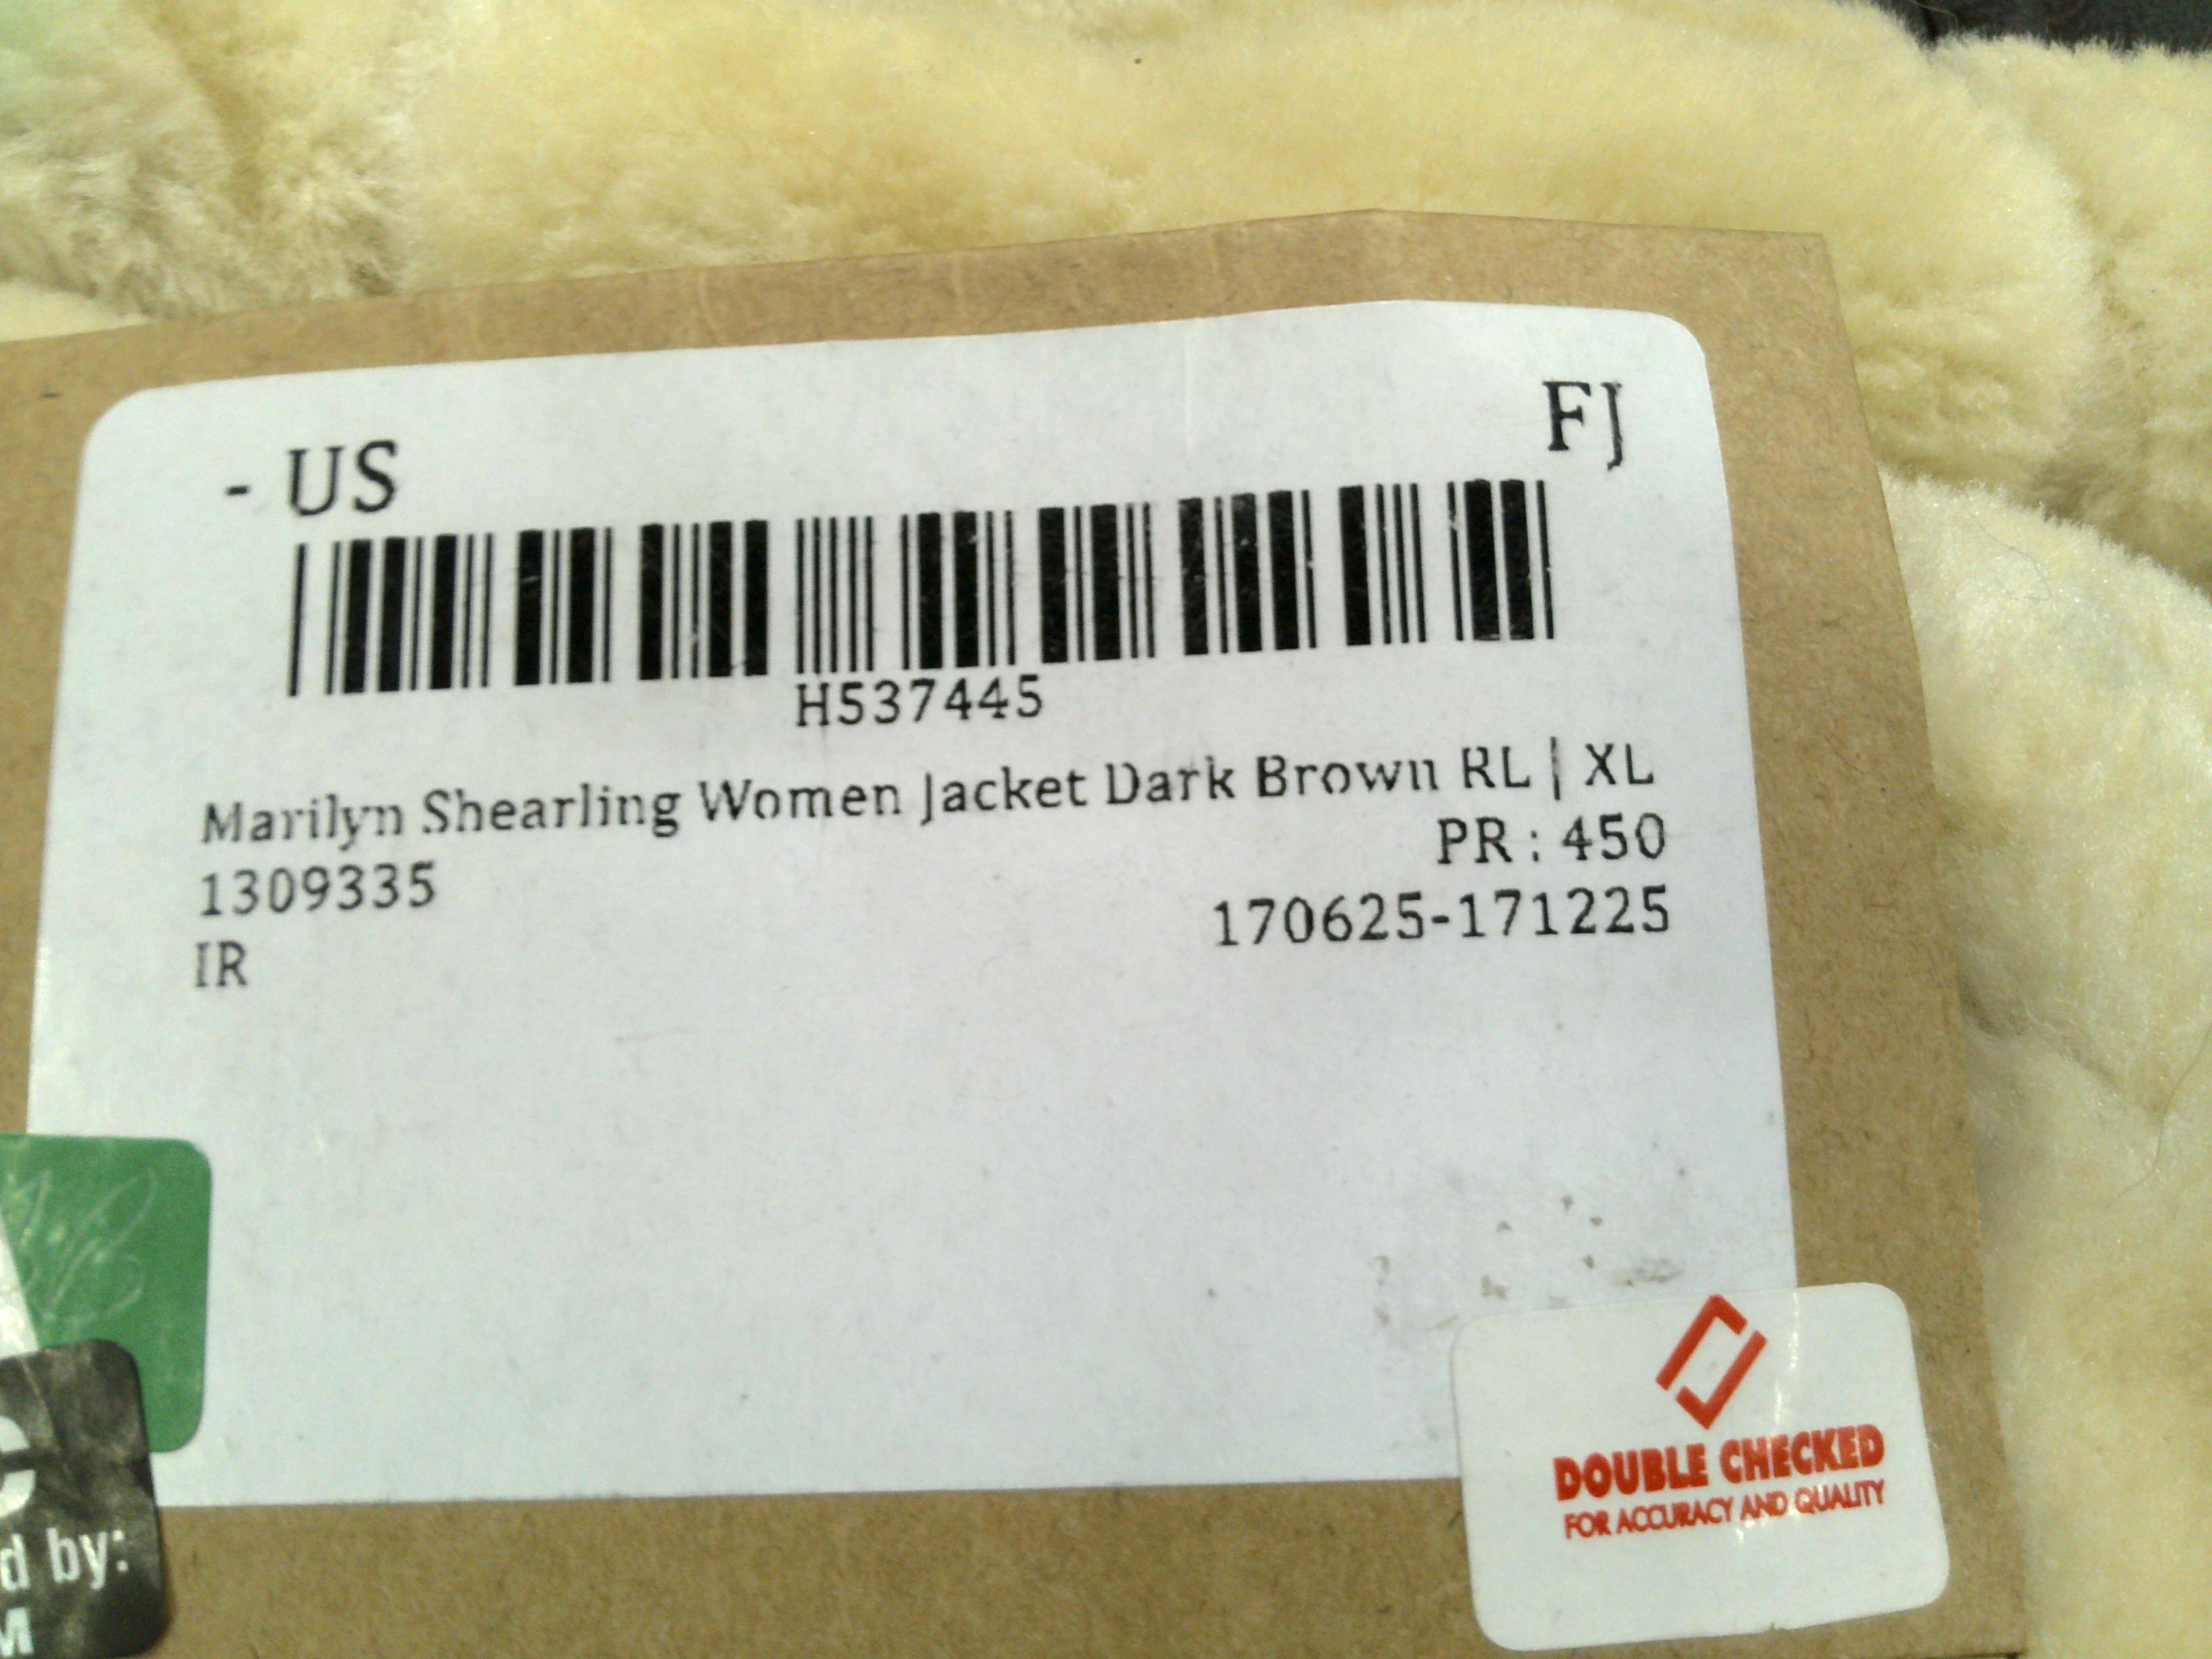 - US
FJ
H537445
Marilyn Shearling Women Jacket Dark Brown RL | XL
PR : 450
1309335
170625-171225
IR
DOUBLE CHECKED
FOR ACCURACY AND QUALITY
C
d by:
M